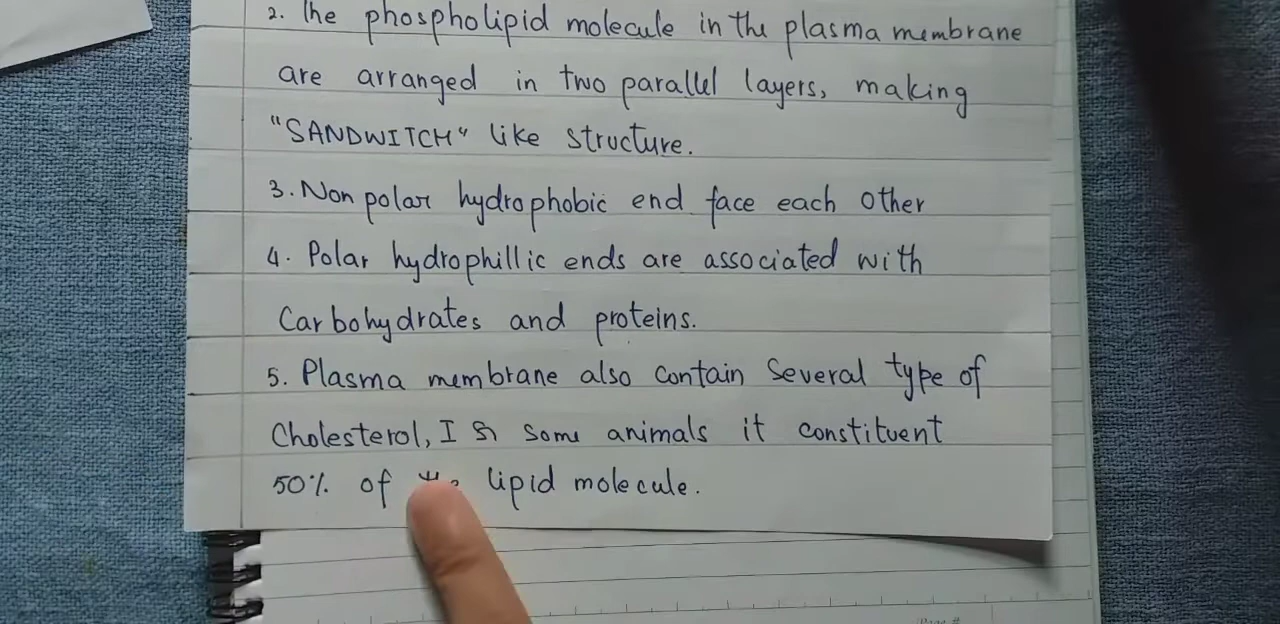 2. The phospholipid molecule in the plasma membrane
are arranged in two parallel layers, making
"SANDWITCH" like structure.
3. Non polar hydrophobic end face each other
4. Polar hydrophillic ends are associated with
Carbohydrates and proteins.
5. Plasma membrane also contain Several type of
Cholesterol, In some animals it constituent
50% of the lipid molecule.